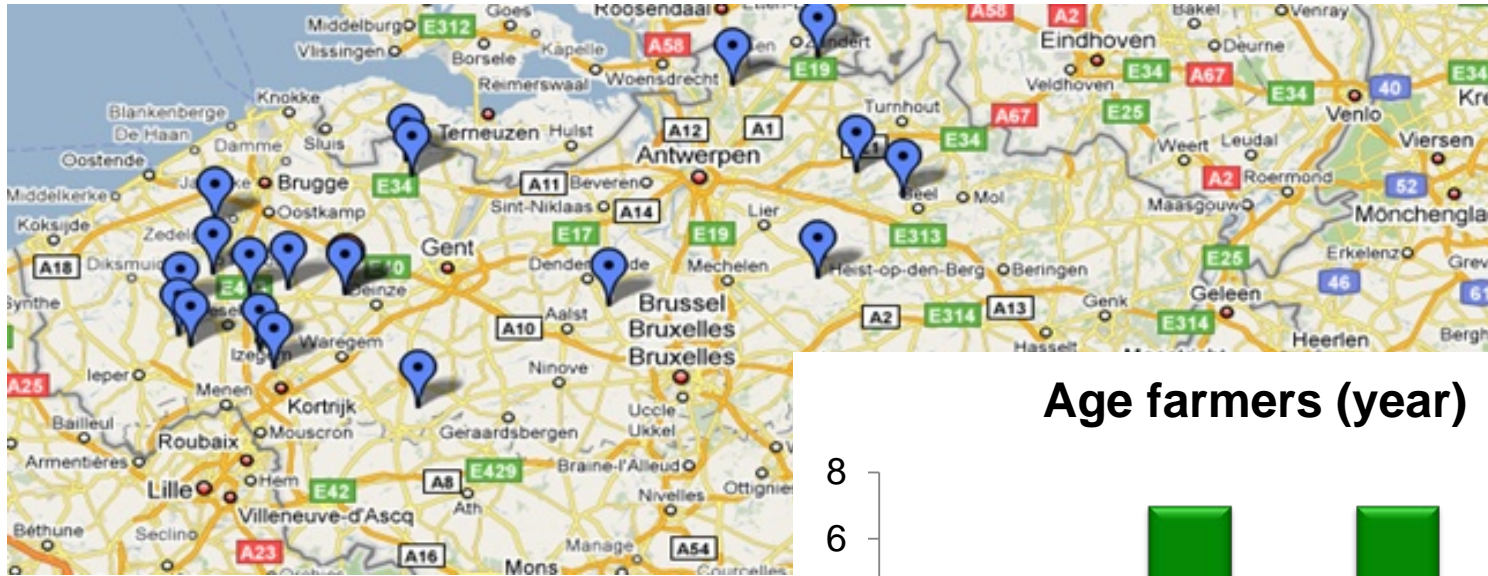 Middelburg E312 Goes Roosendaal A58 A2 Bakel Venray
Vlissingen Borsele Kapelle A58 Eindhoven Deurne
Reimerswaal Woensdrecht E19 Veldhoven E34 A67 E34
Blankenberge Knokke Turnhout A67 E25 E34 40
De Haan Damme Sluis Terneuzen Hulst A12 A1 E34 Venlo
Oostende Brugge Antwerpen Weert Leudal Viersen
Middelkerke E34 A11 Beveren Mol A2 Roermond 52
Koksijde Oostkamp Sint-Niklaas A14 Lier Maasgouw
A18 Gent E17 E19 E313 Erkelenz
Mechelen Heist-op-den-Berg Beringen E25 46
Brussel Genk Geleen 61
A10 Aalst Bruxelles A2 E314 A13 E314
Izegem Waregem Bruxelles Hasselt Heerlen
A25 Ieper Menen Ninove
Kortrijk Uccle
Bailleul Roubaix Mouscron Geraardsbergen Ukkel
Armentières Hem A8 E429 Braine-l'Alleud
Lille E42 Ath Nivelles Ottignies
Villeneuve-d'Ascq
Béthune Seclin A23 A16 Manage A54
Mons Courcelles
Age farmers (year)
8
6